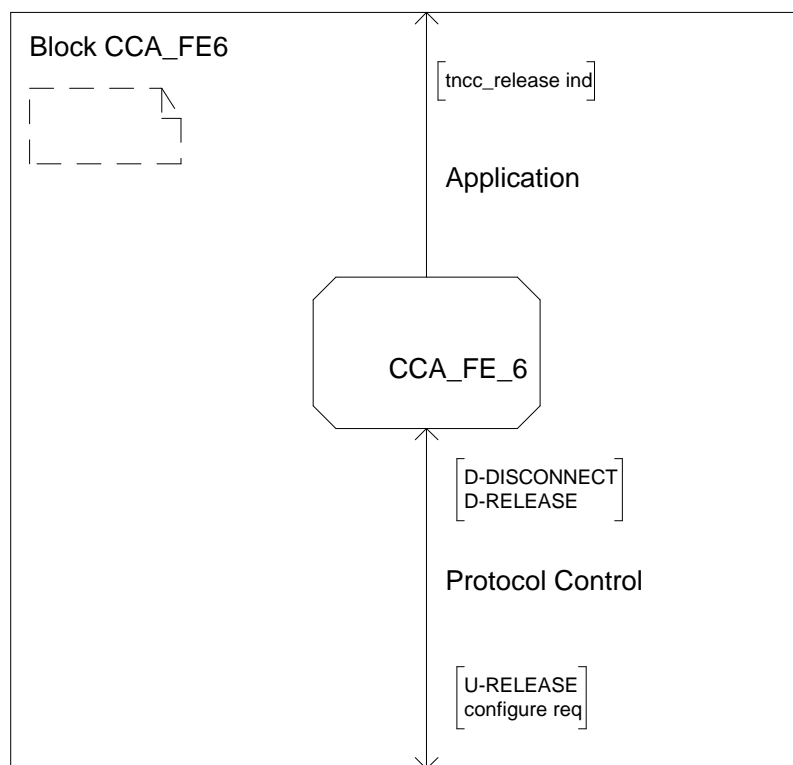 Block CCA_FE6
tncc_release ind
Application
CCA_FE_6
D-DISCONNECT
D-RELEASE
Protocol Control
U-RELEASE
configure req